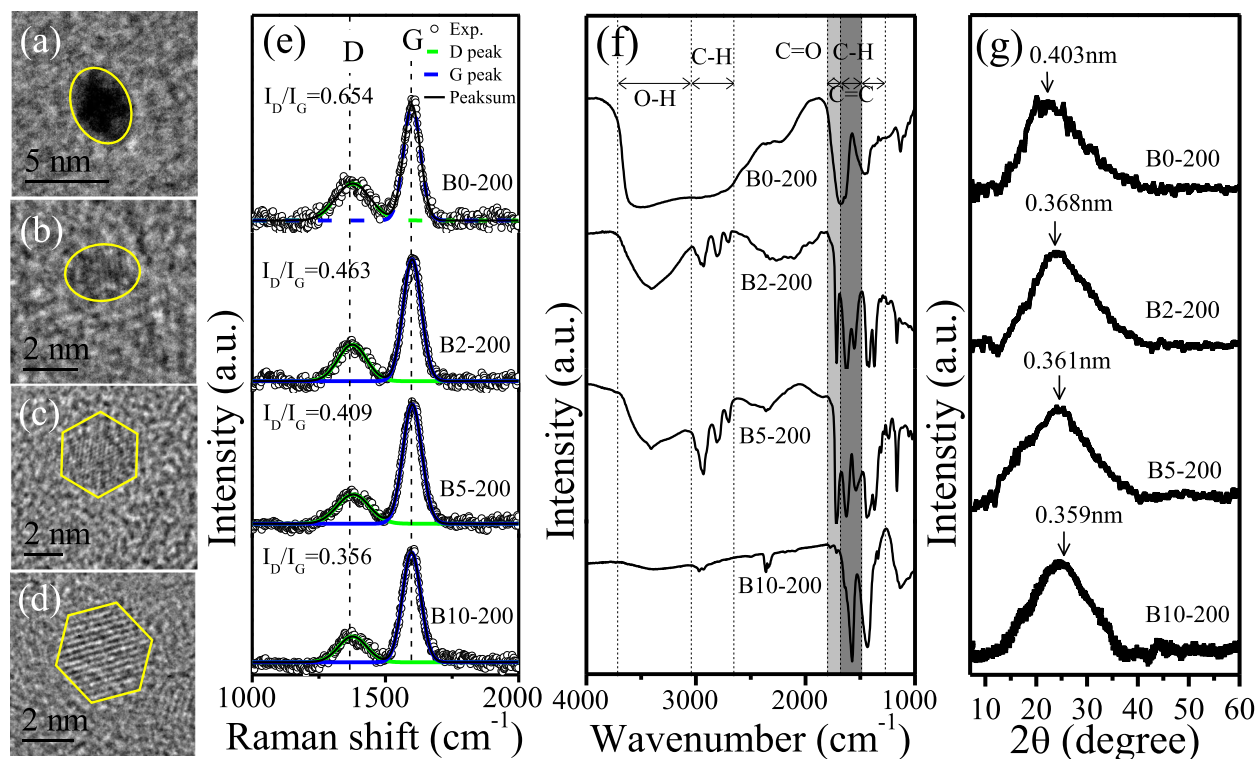 (a)
5 nm
(b)
2 nm
(c)
2 nm
(d)
2 nm
(e)
D
G
Exp.
D peak
G peak
Peaksum
I_D/I_G=0.654
B0-200
I_D/I_G=0.463
B2-200
I_D/I_G=0.409
B5-200
I_D/I_G=0.356
B10-200
Intensity (a.u.)
1000 1500 2000
Raman shift (cm⁻¹)
(f)
C-H
C=O
C-H
O-H
C=C
B0-200
B2-200
B5-200
B10-200
Intensity (a.u.)
4000 3000 2000 1000
Wavenumber (cm⁻¹)
(g)
0.403nm
B0-200
0.368nm
B2-200
0.361nm
B5-200
0.359nm
B10-200
Intenstiy (a.u.)
10 20 30 40 50 60
2θ (degree)